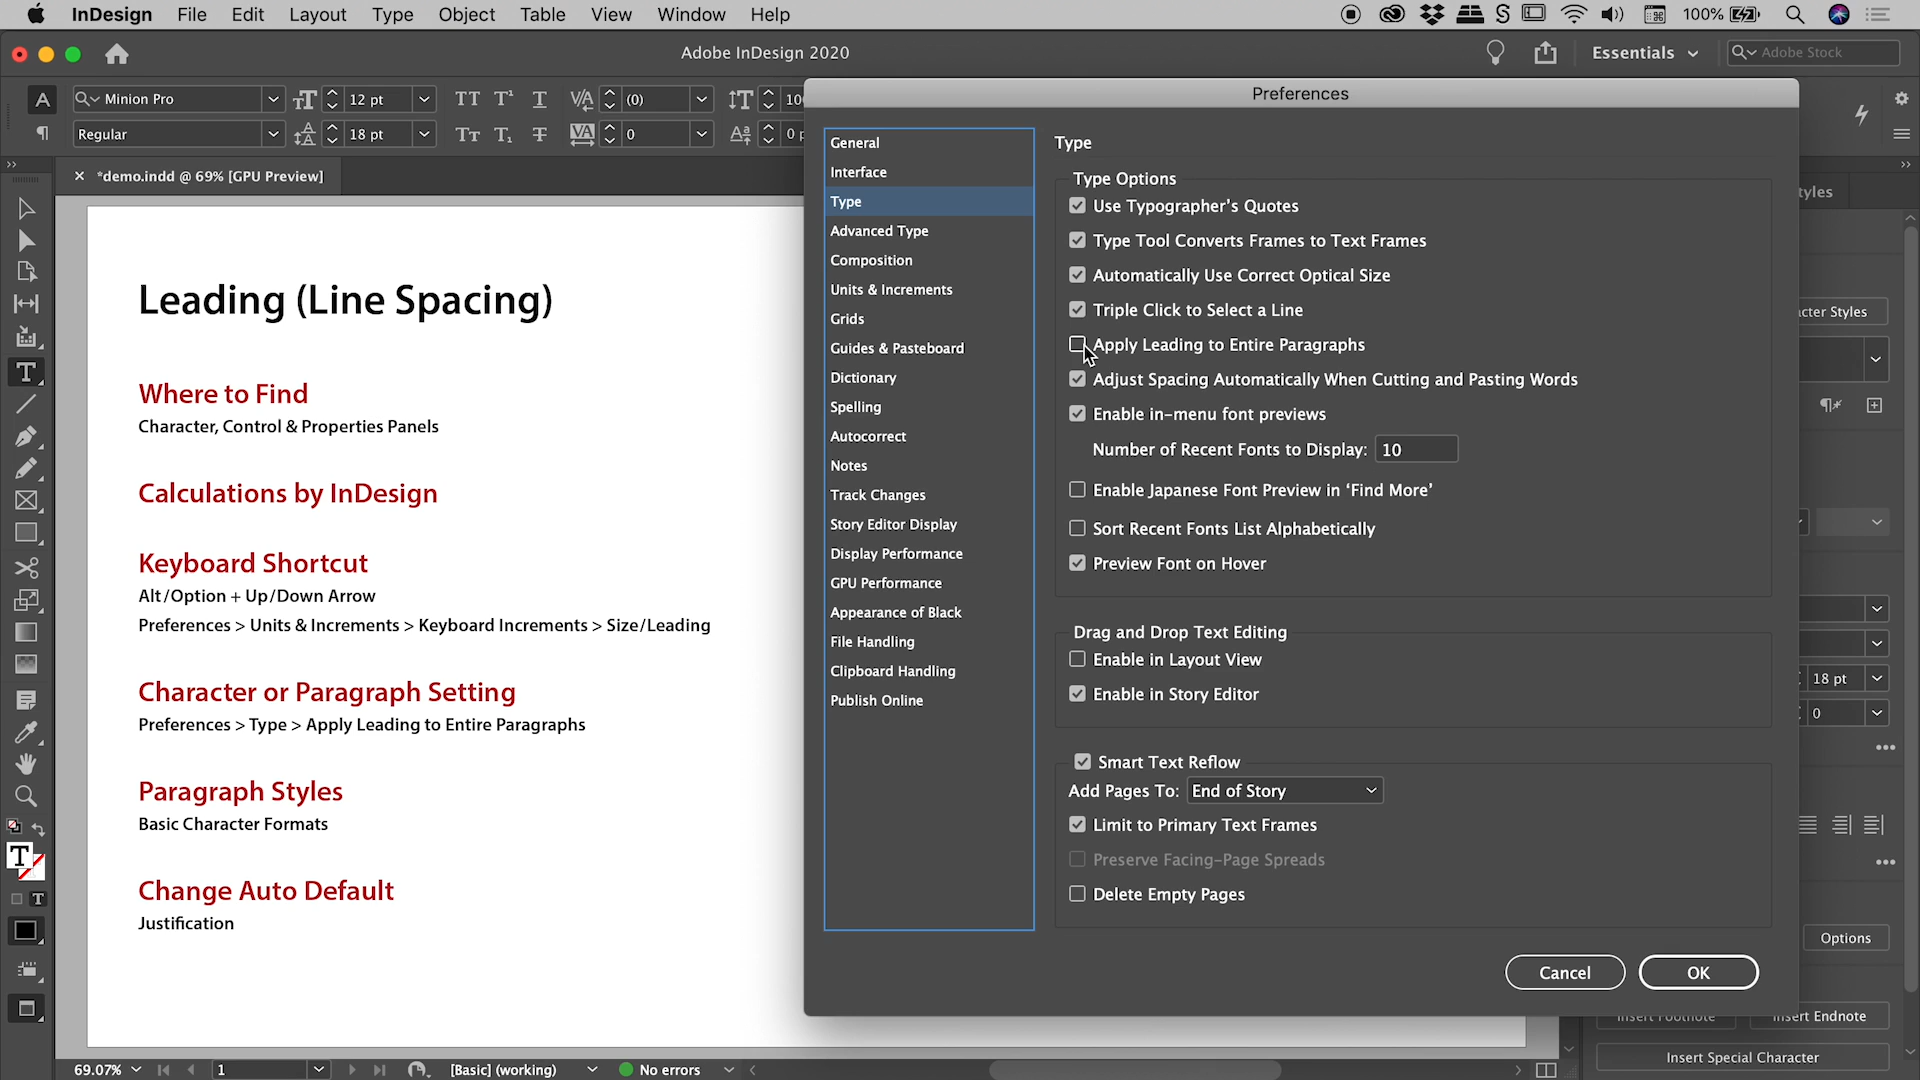 InDesign File Edit Layout Type Object Table View Window Help 100%
Adobe InDesign 2020 Essentials Adobe Stock
A Minion Pro 12 pt (0)
Regular 18 pt 0
*demo.indd @ 69% [GPU Preview]
Leading (Line Spacing)
Where to Find
Character, Control & Properties Panels
Calculations by InDesign
Keyboard Shortcut
Alt/Option + Up/Down Arrow
Preferences > Units & Increments > Keyboard Increments > Size/Leading
Character or Paragraph Setting
Preferences > Type > Apply Leading to Entire Paragraphs
Paragraph Styles
Basic Character Formats
Change Auto Default
Justification
Preferences
General
Interface
Type
Advanced Type
Composition
Units & Increments
Grids
Guides & Pasteboard
Dictionary
Spelling
Autocorrect
Notes
Track Changes
Story Editor Display
Display Performance
GPU Performance
Appearance of Black
File Handling
Clipboard Handling
Publish Online
Type
Type Options
Use Typographer's Quotes
Type Tool Converts Frames to Text Frames
Automatically Use Correct Optical Size
Triple Click to Select a Line
Apply Leading to Entire Paragraphs
Adjust Spacing Automatically When Cutting and Pasting Words
Enable in-menu font previews
Number of Recent Fonts to Display: 10
Enable Japanese Font Preview in ‘Find More’
Sort Recent Fonts List Alphabetically
Preview Font on Hover
Drag and Drop Text Editing
Enable in Layout View
Enable in Story Editor
Smart Text Reflow
Add Pages To: End of Story
Limit to Primary Text Frames
Preserve Facing-Page Spreads
Delete Empty Pages
Cancel OK
18 pt
0
Options
Insert Footnote Insert Endnote
Insert Special Character
69.07% 1 [Basic] (working) No errors